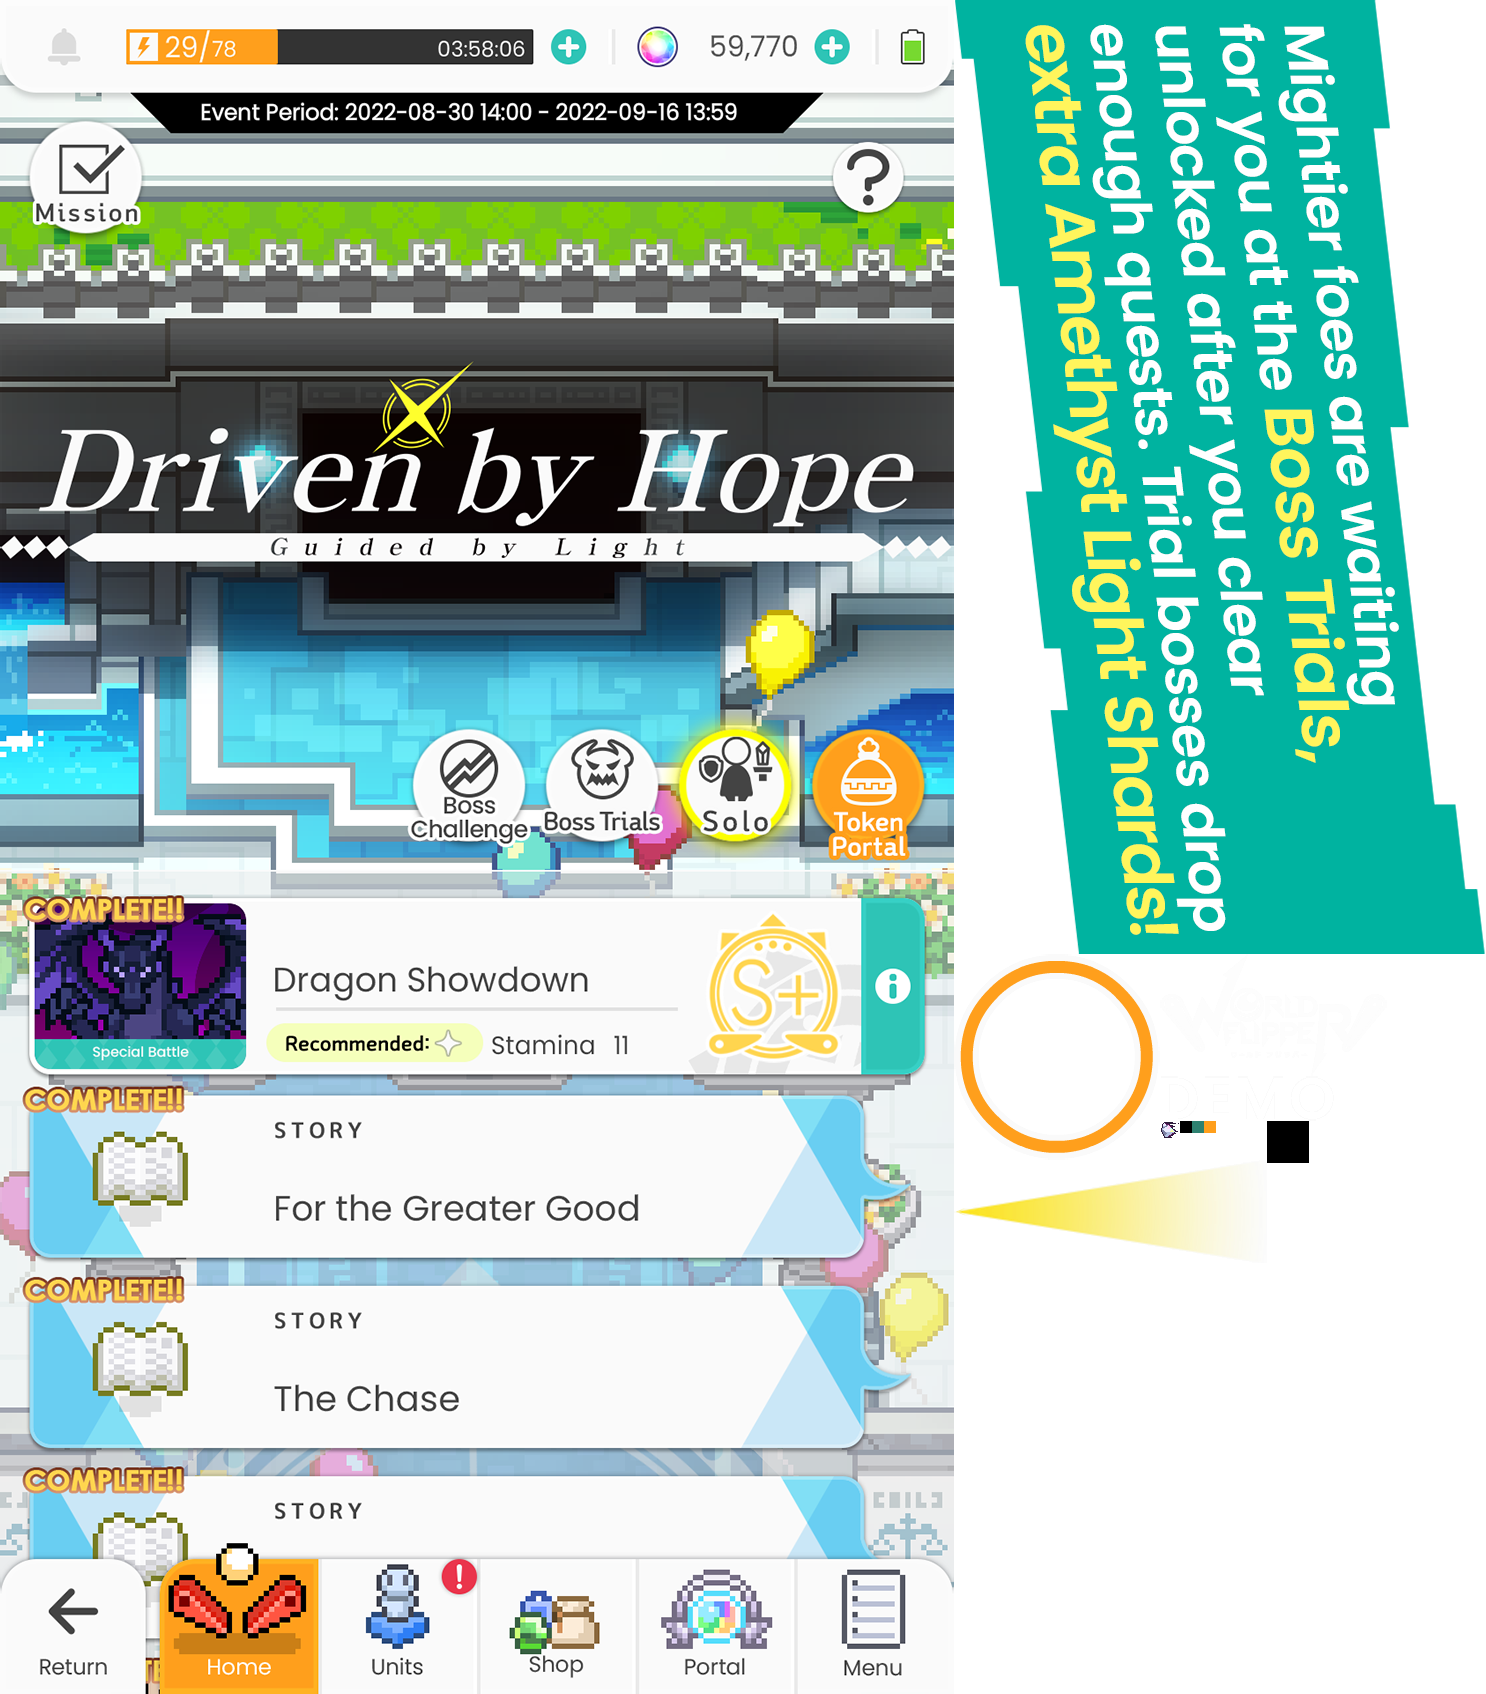 29/78
03:58:06
59,770
Event Period: 2022-08-30 14:00 - 2022-09-16 13:59
Mission
?
Driven by Hope
Guided by Light
Boss
Challenge
Boss Trials
Solo
Token
Portal
COMPLETE!!
Special Battle
Dragon Showdown
Recommended:
Stamina 11
S+
i
COMPLETE!!
STORY
For the Greater Good
COMPLETE!!
STORY
The Chase
COMPLETE!!
STORY
Return
Home
Units
!
Shop
Portal
Menu
Mightier foes are waiting
for you at the Boss Trials,
unlocked after you clear
enough quests. Trial bosses drop
extra Amethyst Light Shards!
WORLD
FLIPPER
DEMO